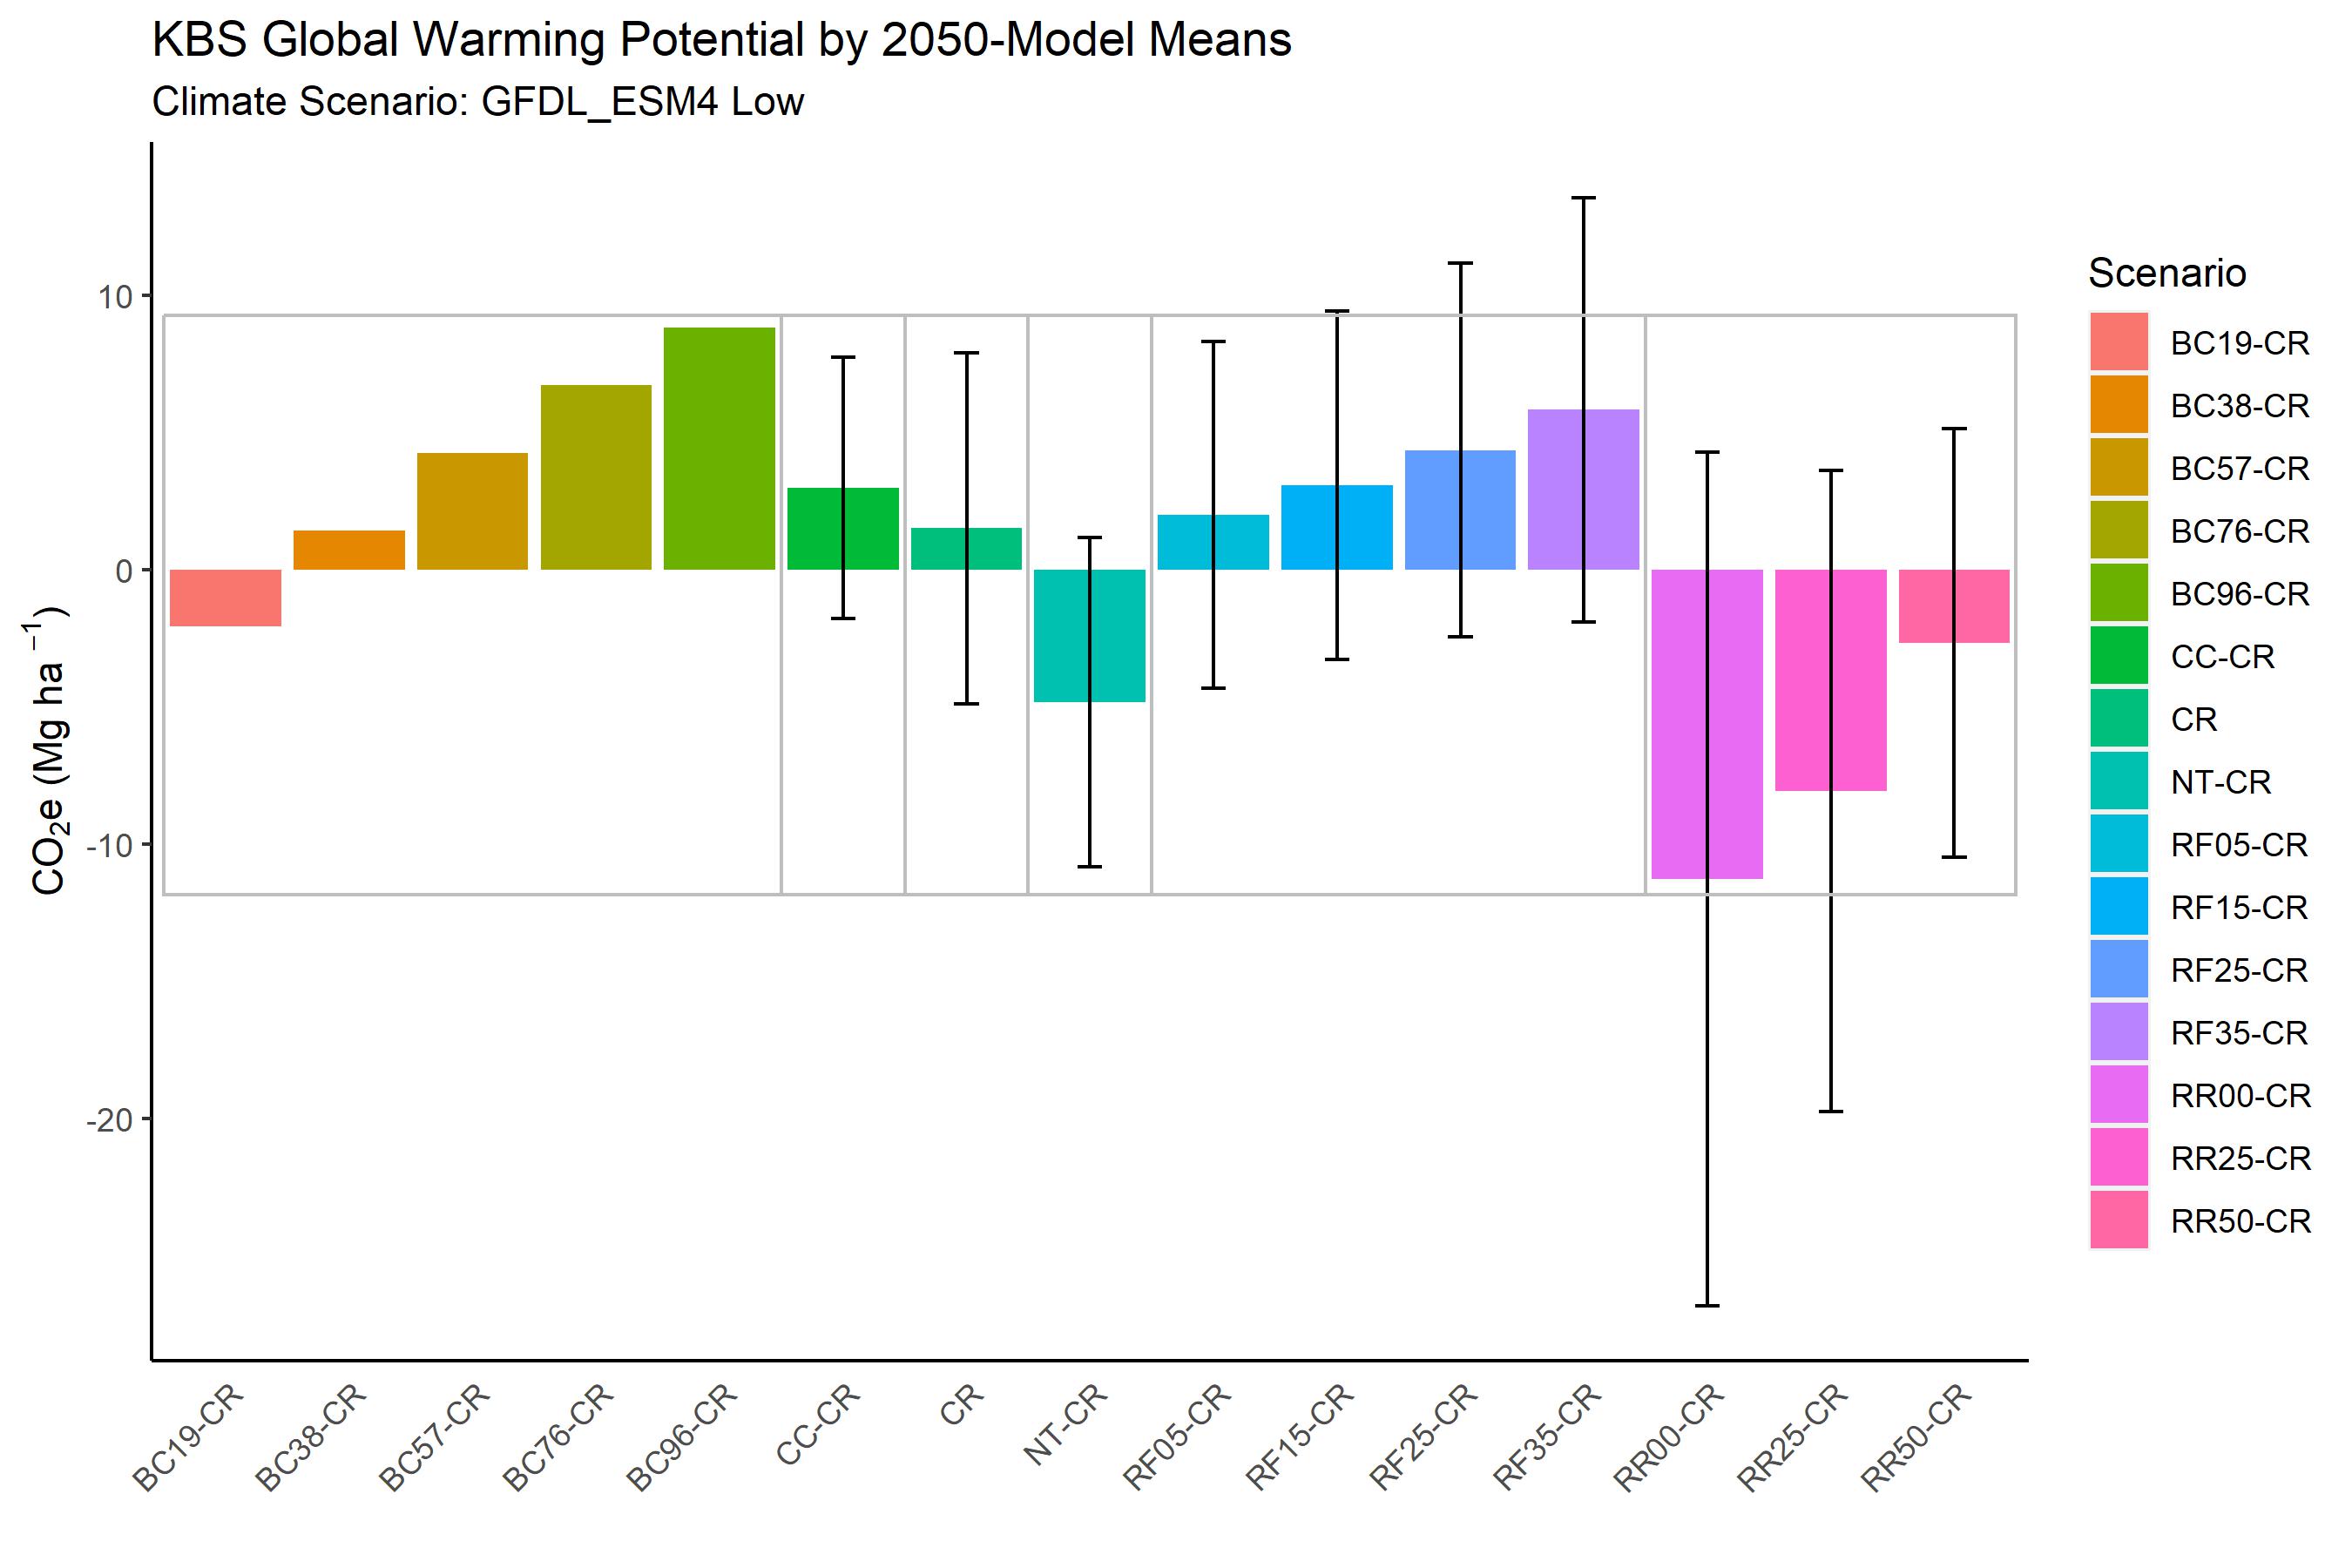 KBS Global Warming Potential by 2050-Model Means
Climate Scenario: GFDL_ESM4 Low
CO₂e (Mg ha ⁻¹)
10
0
-10
-20
BC19-CR
BC38-CR
BC57-CR
BC76-CR
BC96-CR
CC-CR
CR
NT-CR
RF05-CR
RF15-CR
RF25-CR
RF35-CR
RR00-CR
RR25-CR
RR50-CR
Scenario
BC19-CR
BC38-CR
BC57-CR
BC76-CR
BC96-CR
CC-CR
CR
NT-CR
RF05-CR
RF15-CR
RF25-CR
RF35-CR
RR00-CR
RR25-CR
RR50-CR